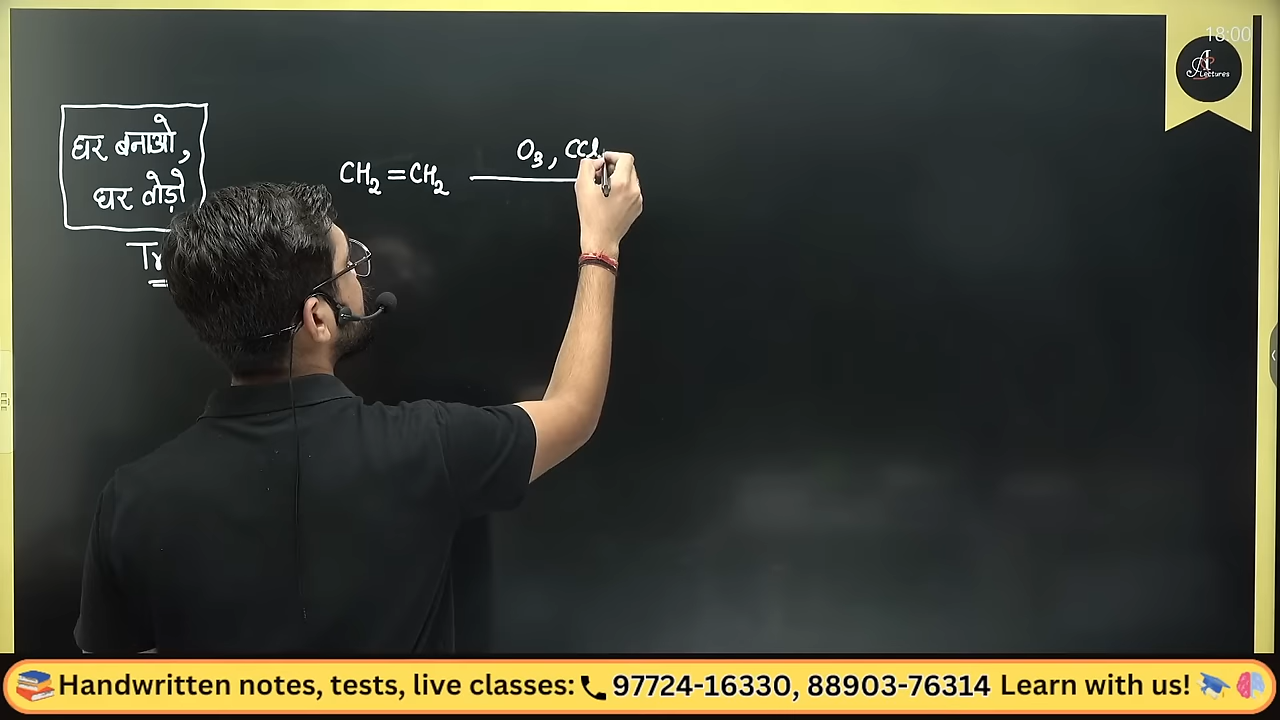 18:00
A
Lectures
घर बनाओ,
घर तोड़ो
CH₂=CH₂
O₃, CCl
Handwritten notes, tests, live classes: 97724-16330, 88903-76314 Learn with us!